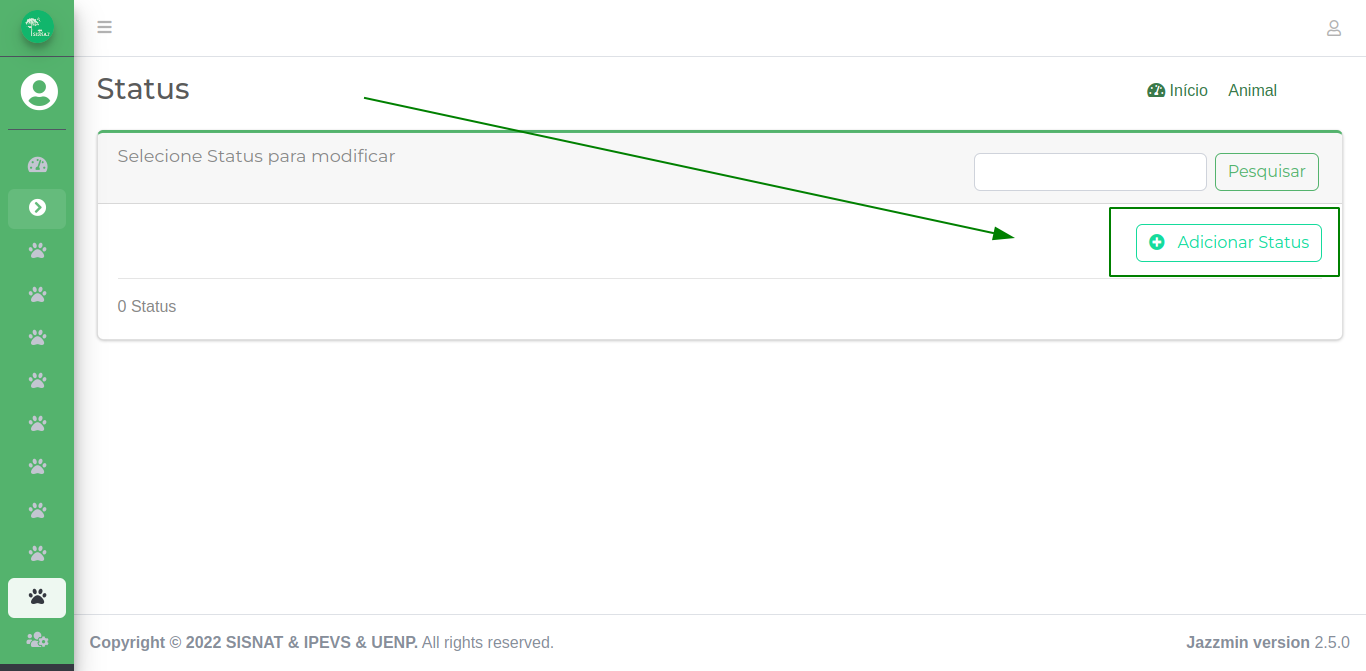 Status
Início Animal
Selecione Status para modificar
Pesquisar
Adicionar Status
0 Status
Copyright © 2022 SISNAT & IPEVS & UENP. All rights reserved.
Jazzmin version 2.5.0